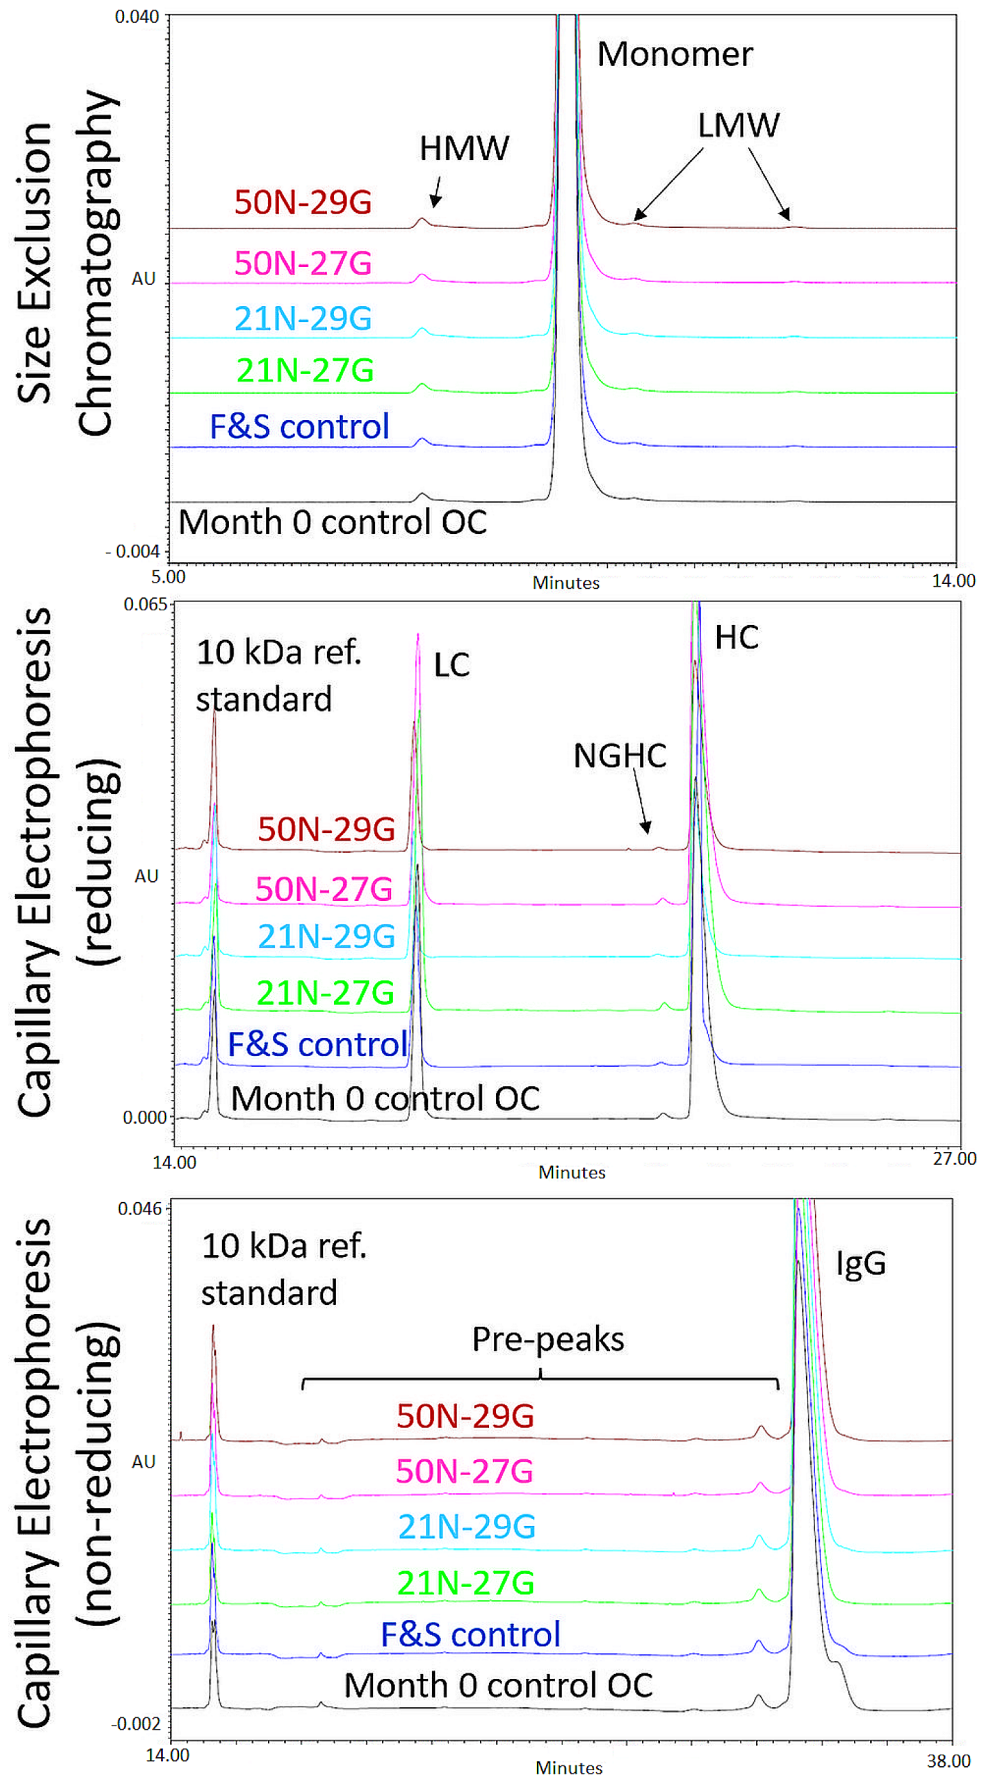 Size Exclusion
Chromatography
0.040
Monomer
HMW
LMW
50N-29G
50N-27G
AU
21N-29G
21N-27G
F&S control
Month 0 control OC
- 0.004
5.00
Minutes
14.00
Capillary Electrophoresis
(reducing)
0.065
10 kDa ref.
standard
LC
HC
NGHC
50N-29G
AU
50N-27G
21N-29G
21N-27G
F&S control
Month 0 control OC
0.000
14.00
Minutes
27.00
Capillary Electrophoresis
(non-reducing)
0.046
10 kDa ref.
standard
IgG
Pre-peaks
50N-29G
AU
50N-27G
21N-29G
21N-27G
F&S control
Month 0 control OC
-0.002
14.00
Minutes
38.00